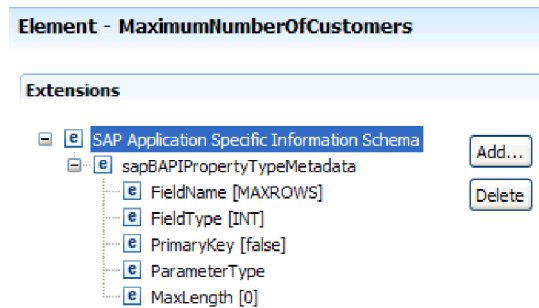 Element - MaximumNumberOfCustomers
Extensions
SAP Application Specific Information Schema
Add...
sapBAPIPropertyTypeMetadata
FieldName [MAXROWS]
Delete
FieldType [INT]
PrimaryKey [false]
ParameterType
MaxLength [0]